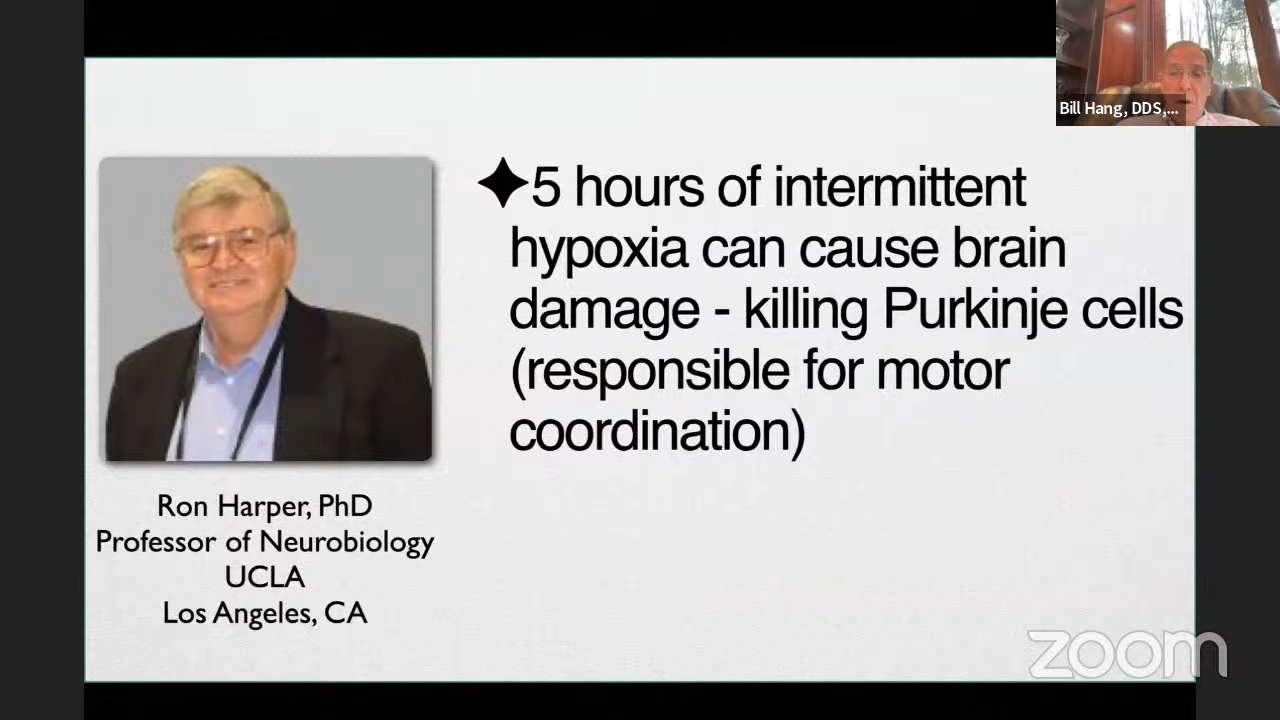 Bill Hang, DDS,...
✦5 hours of intermittent
hypoxia can cause brain
damage - killing Purkinje cells
(responsible for motor
coordination)
Ron Harper, PhD
Professor of Neurobiology
UCLA
Los Angeles, CA
zoom